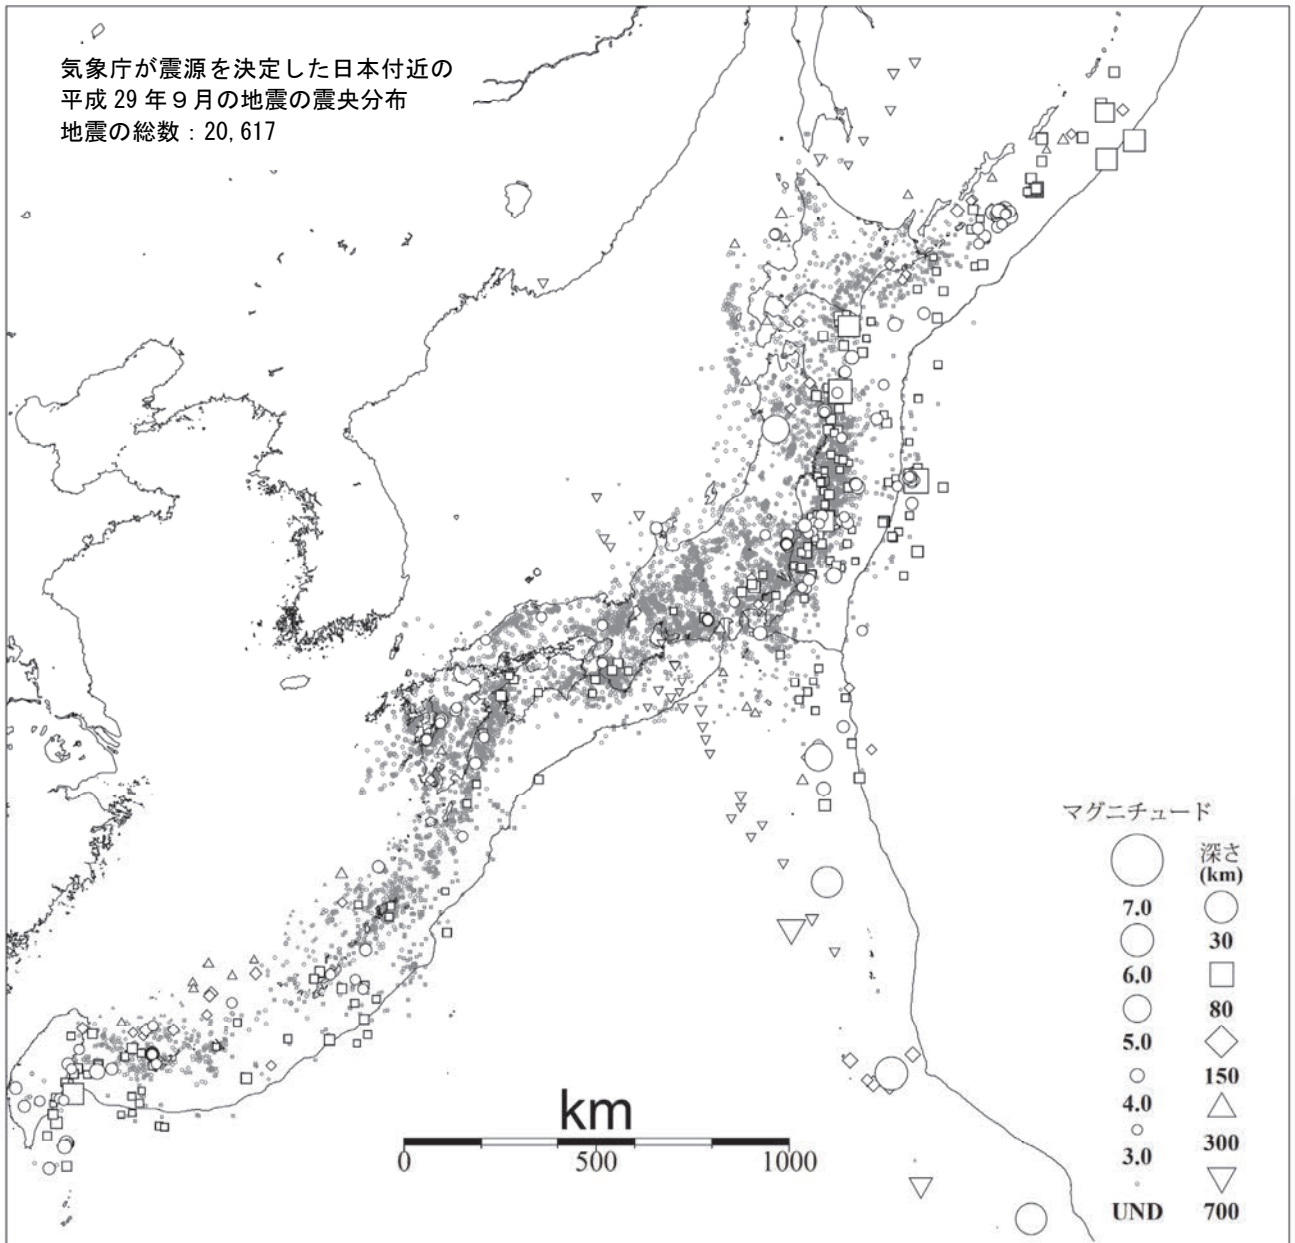 気象庁が震源を決定した日本付近の
平成 29 年９月の地震の震央分布
地震の総数：20,617
マグニチュード
深さ
(km)
7.0
30
6.0
80
5.0
150
4.0
300
3.0
UND 700
km
0 500 1000